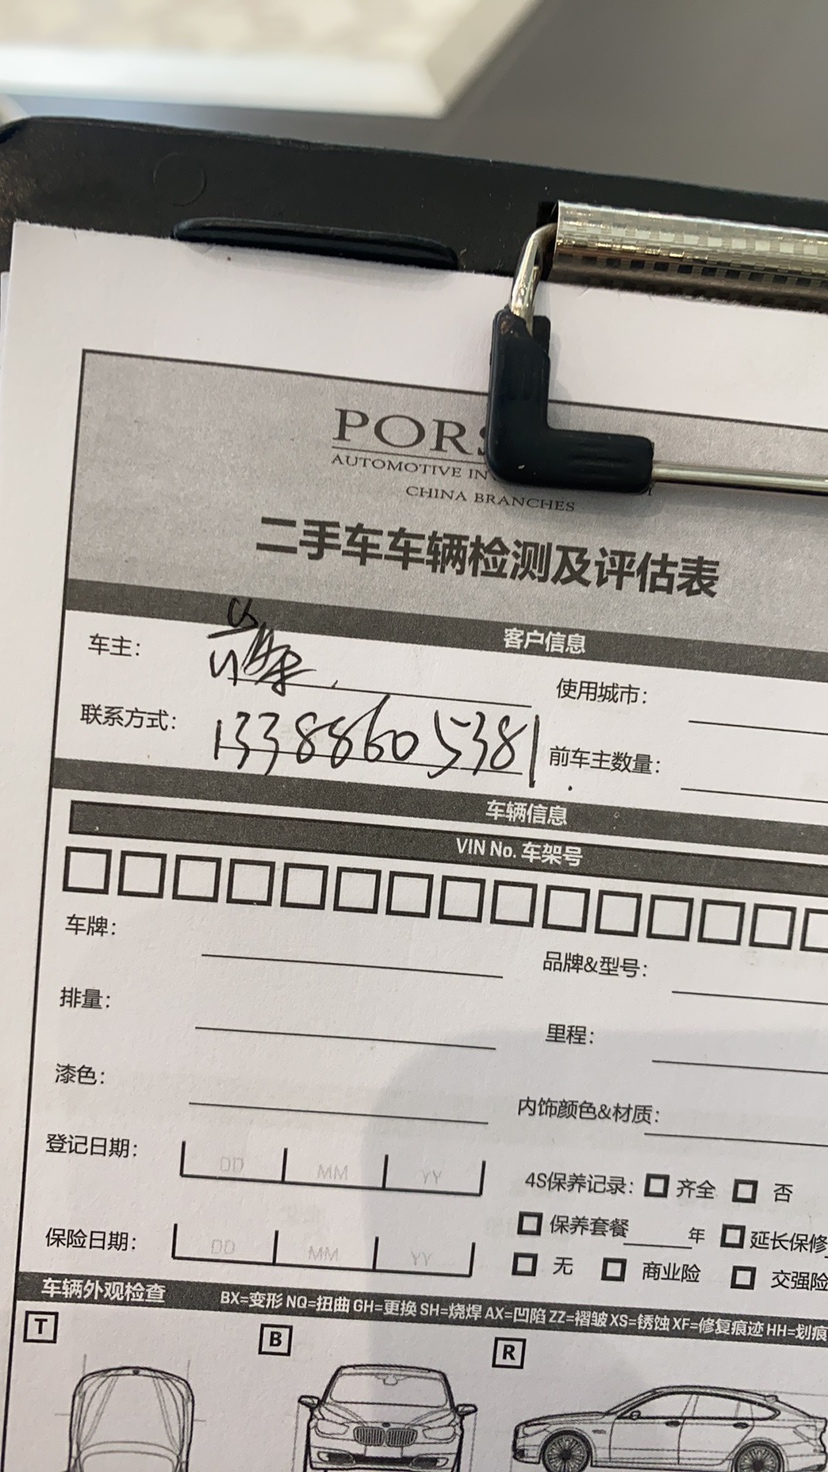 PORS
AUTOMOTIVE IN
CHINA BRANCHES
二手车车辆检测及评估表
客户信息
车主: 使用城市:
联系方式: 13388605381 前车主数量:
车辆信息
VIN No. 车架号
车牌: 品牌&型号:
排量: 里程:
漆色: 内饰颜色&材质:
登记日期: DD MM YY 4S保养记录: 齐全 否
保养套餐 年 延长保修
保险日期: DD MM YY 无 商业险 交强险
车辆外观检查 BX=变形 NQ=扭曲 GH=更换 SH=烧焊 AX=凹陷 ZZ=褶皱 XS=锈蚀 XF=修复痕迹 HH=划痕
T B R